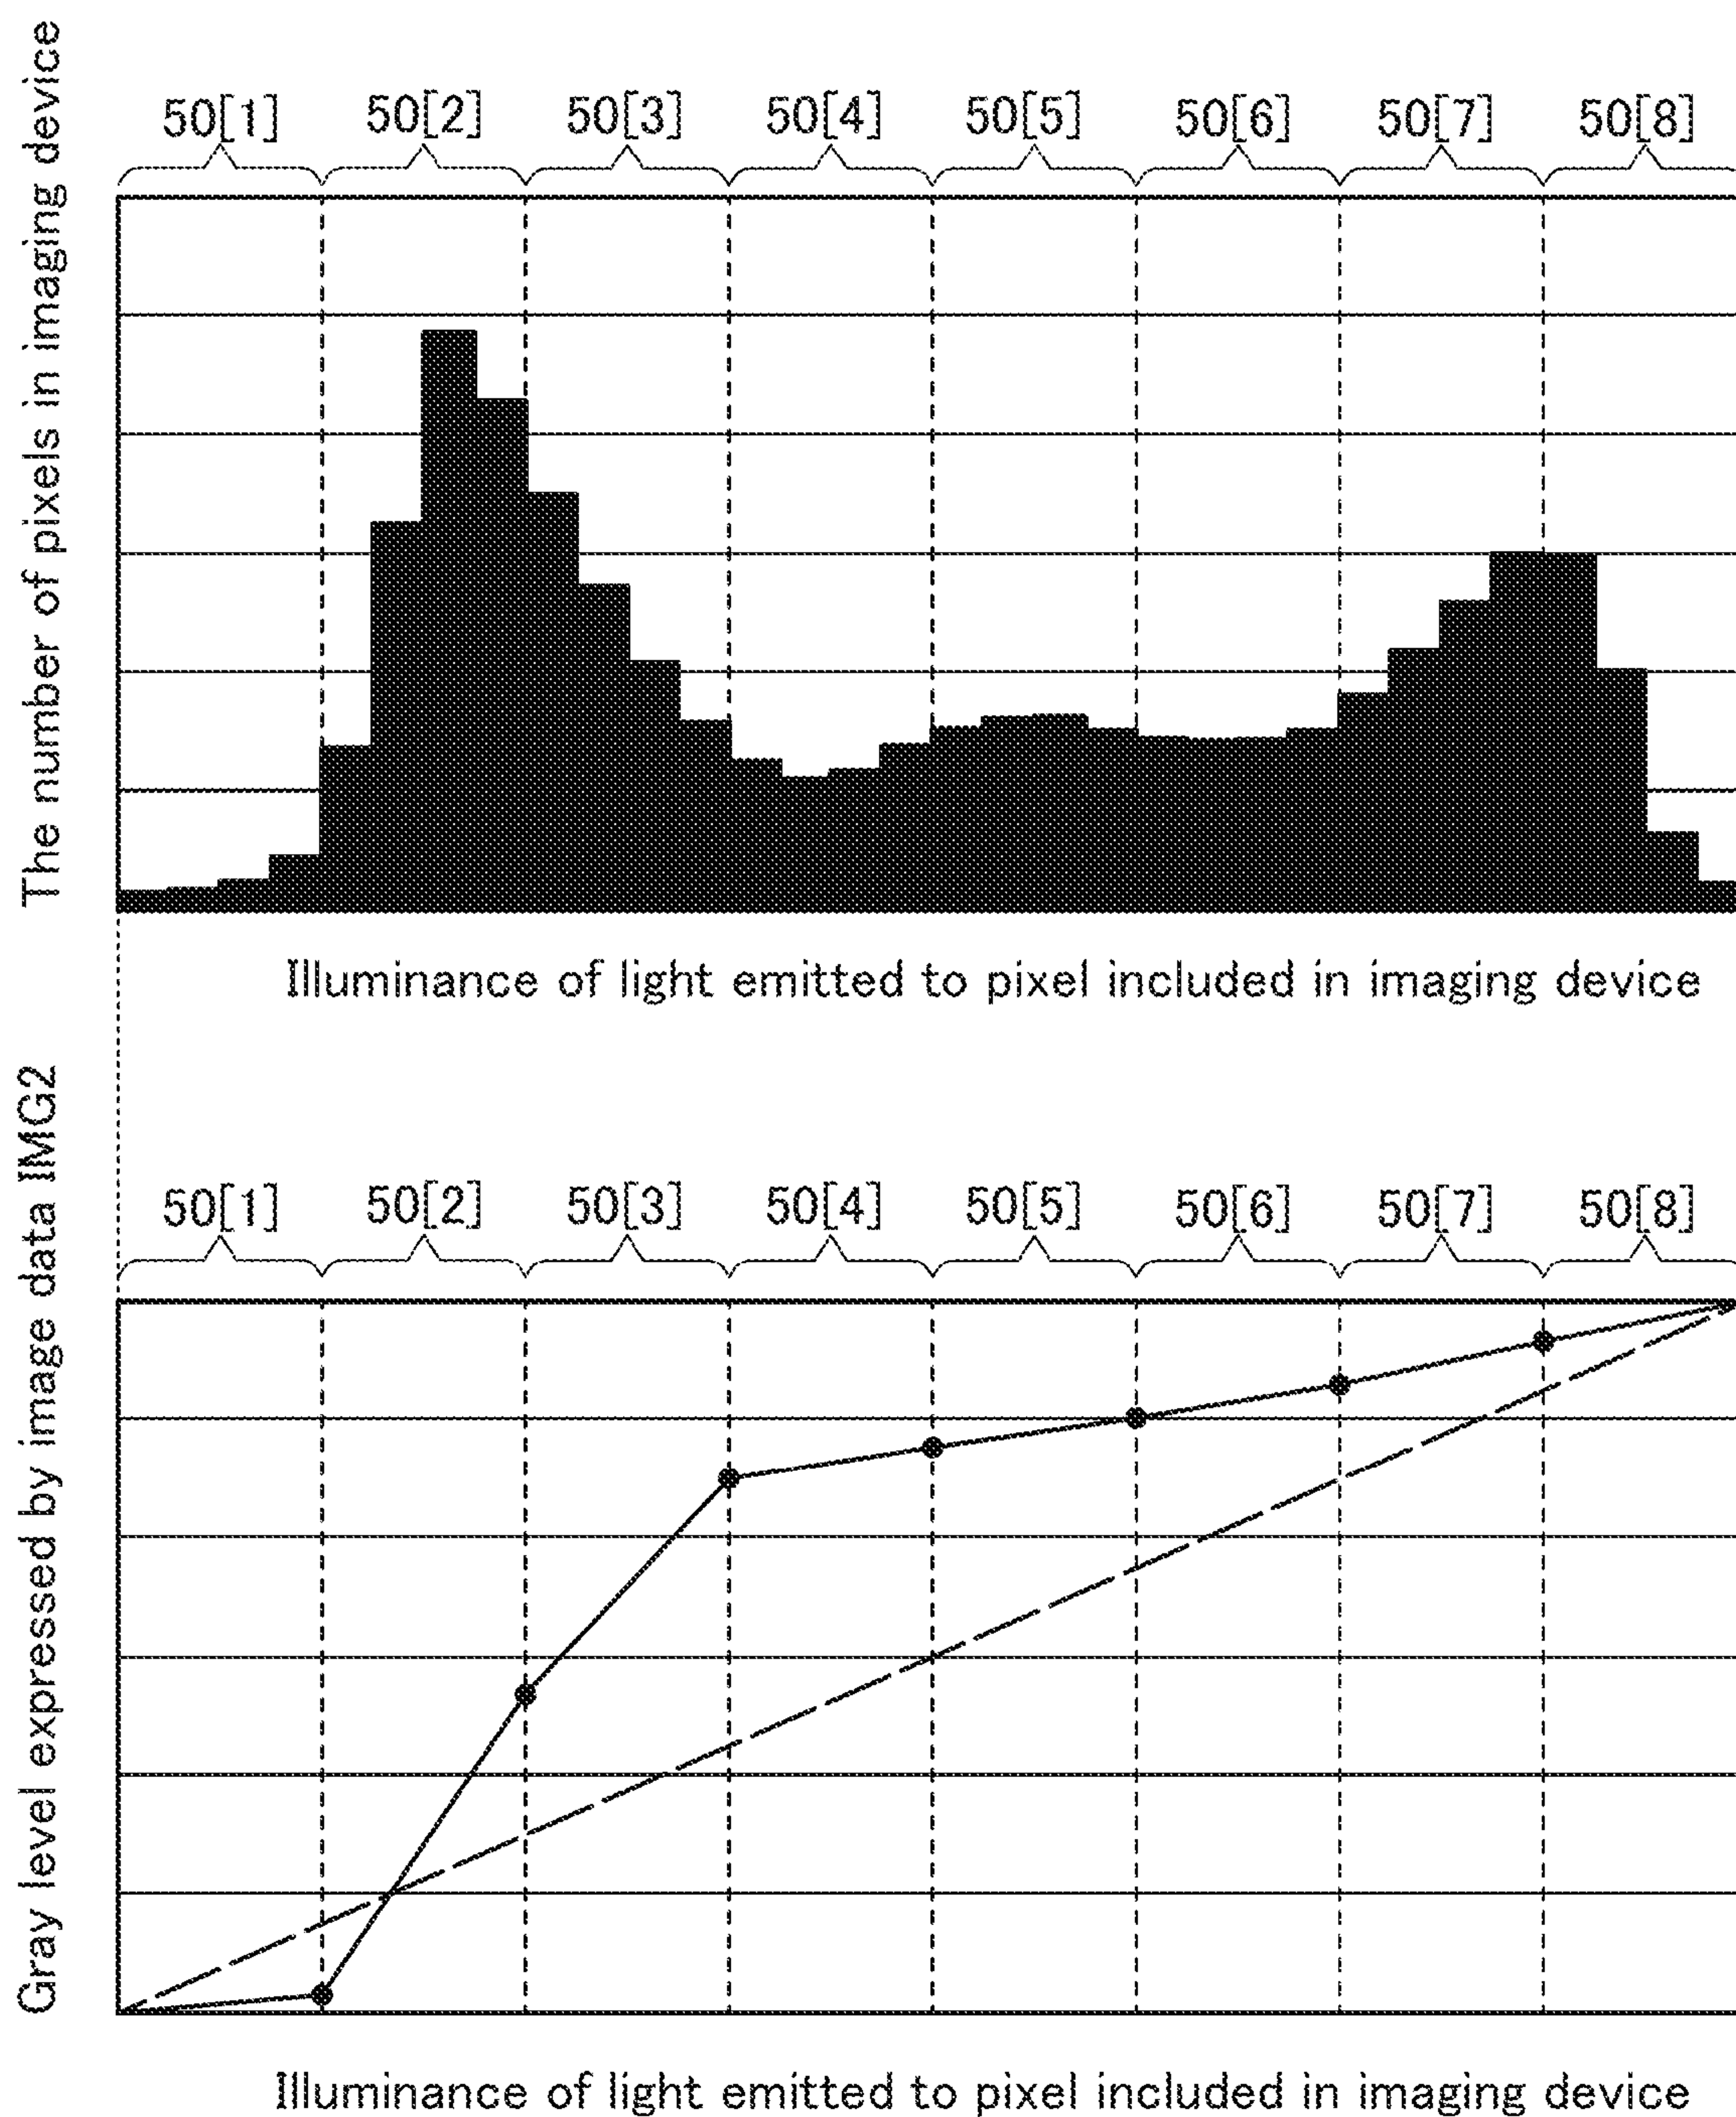 The number of pixels in imaging device
50[1] 50[2] 50[3] 50[4] 50[5] 50[6] 50[7] 50[8]
Illuminance of light emitted to pixel included in imaging device
Gray level expressed by image data IMG2
50[1] 50[2] 50[3] 50[4] 50[5] 50[6] 50[7] 50[8]
Illuminance of light emitted to pixel included in imaging device